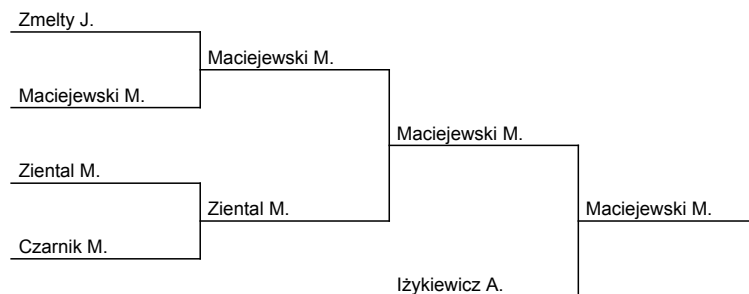 Zmelty J.
Maciejewski M.
Maciejewski M.
Maciejewski M.
Ziental M.
Ziental M.
Maciejewski M.
Czarnik M.
Iżykiewicz A.